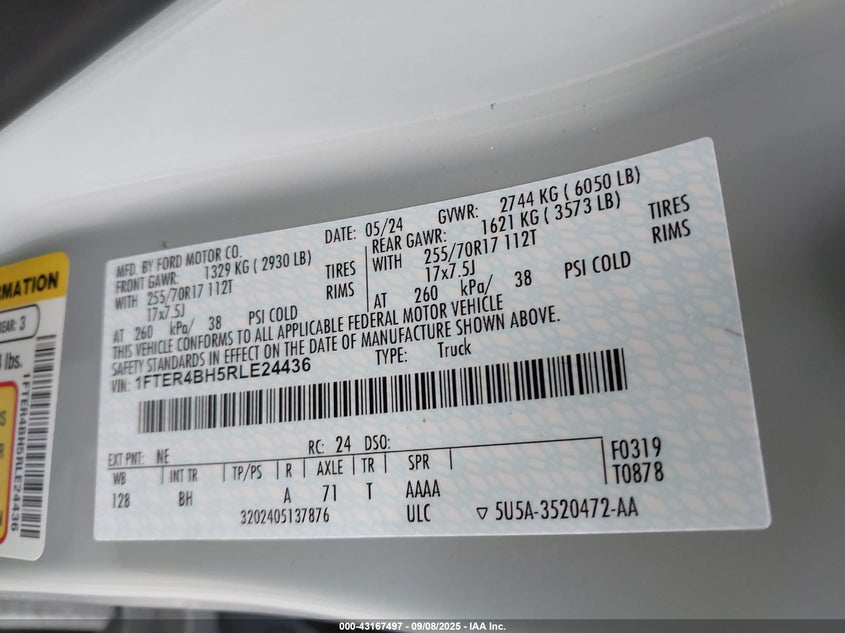 MFD. BY FORD MOTOR CO.
DATE: 05/24
GVWR: 2744 KG ( 6050 LB)
FRONT GAWR: 1329 KG ( 2930 LB)
REAR GAWR: 1621 KG ( 3573 LB)
WITH 255/70R17 112T TIRES
WITH 255/70R17 112T TIRES
17x7.5J RIMS
17x7.5J RIMS
AT 260 kPa/ 38 PSI COLD
AT 260 kPa/ 38 PSI COLD
THIS VEHICLE CONFORMS TO ALL APPLICABLE FEDERAL MOTOR VEHICLE
SAFETY STANDARDS IN EFFECT ON THE DATE OF MANUFACTURE SHOWN ABOVE.
VIN: 1FTER4BH5RLE24436
TYPE: Truck
EXT PNT: NE RC: 24 DSO:
F0319
T0878
WB INT TR TP/PS R AXLE TR SPR
128 BH A 71 T AAAA
3202405137876 ULC 5U5A-3520472-AA
RMATION
REAR: 3
lbs.
1FTER4BH5RLE24436
000-43167497 - 09/08/2025 - IAA Inc.